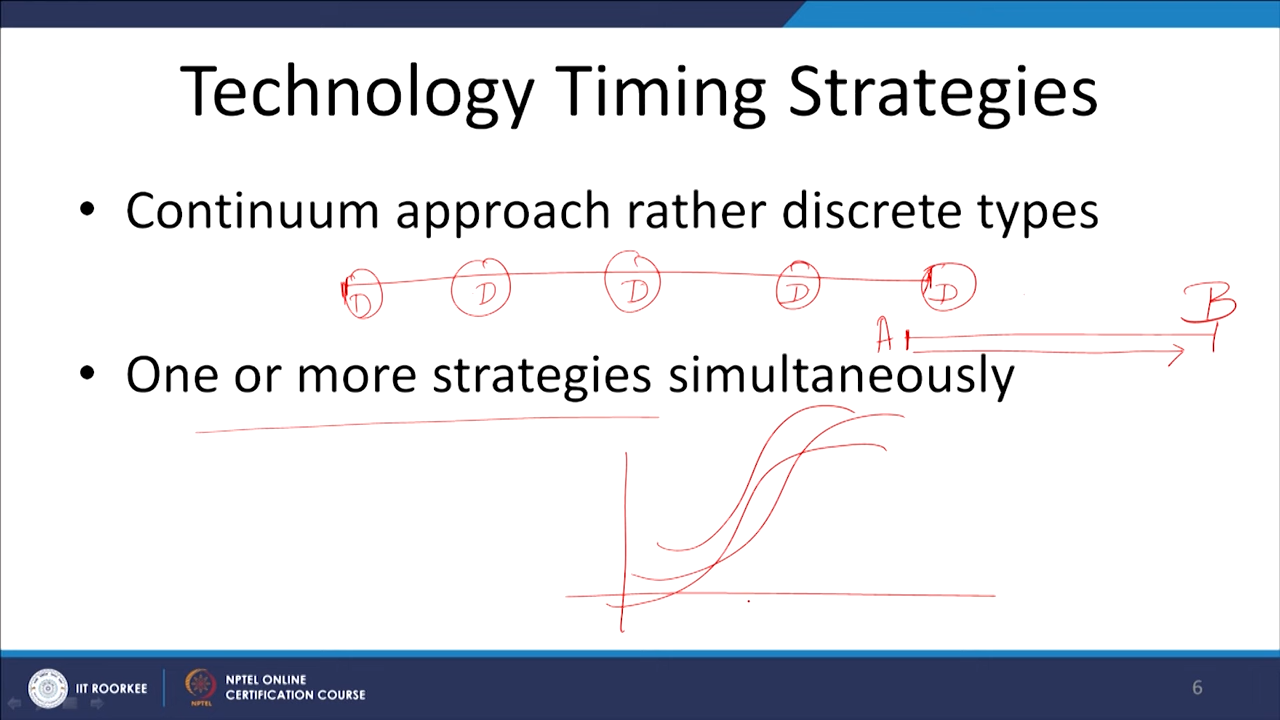 Technology Timing Strategies
• Continuum approach rather discrete types
D D D D D
A B
• One or more strategies simultaneously
IIT ROORKEE
NPTEL ONLINE
CERTIFICATION COURSE
6